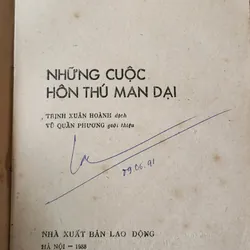 NHỮNG CUỘC
HÔN THÚ MAN DẠI
TRỊNH XUÂN HOÀNH dịch
VŨ QUẦN PHƯƠNG giới thiệu
29.06.91
NHÀ XUẤT BẢN LAO ĐỘNG
HÀ NỘI — 1988